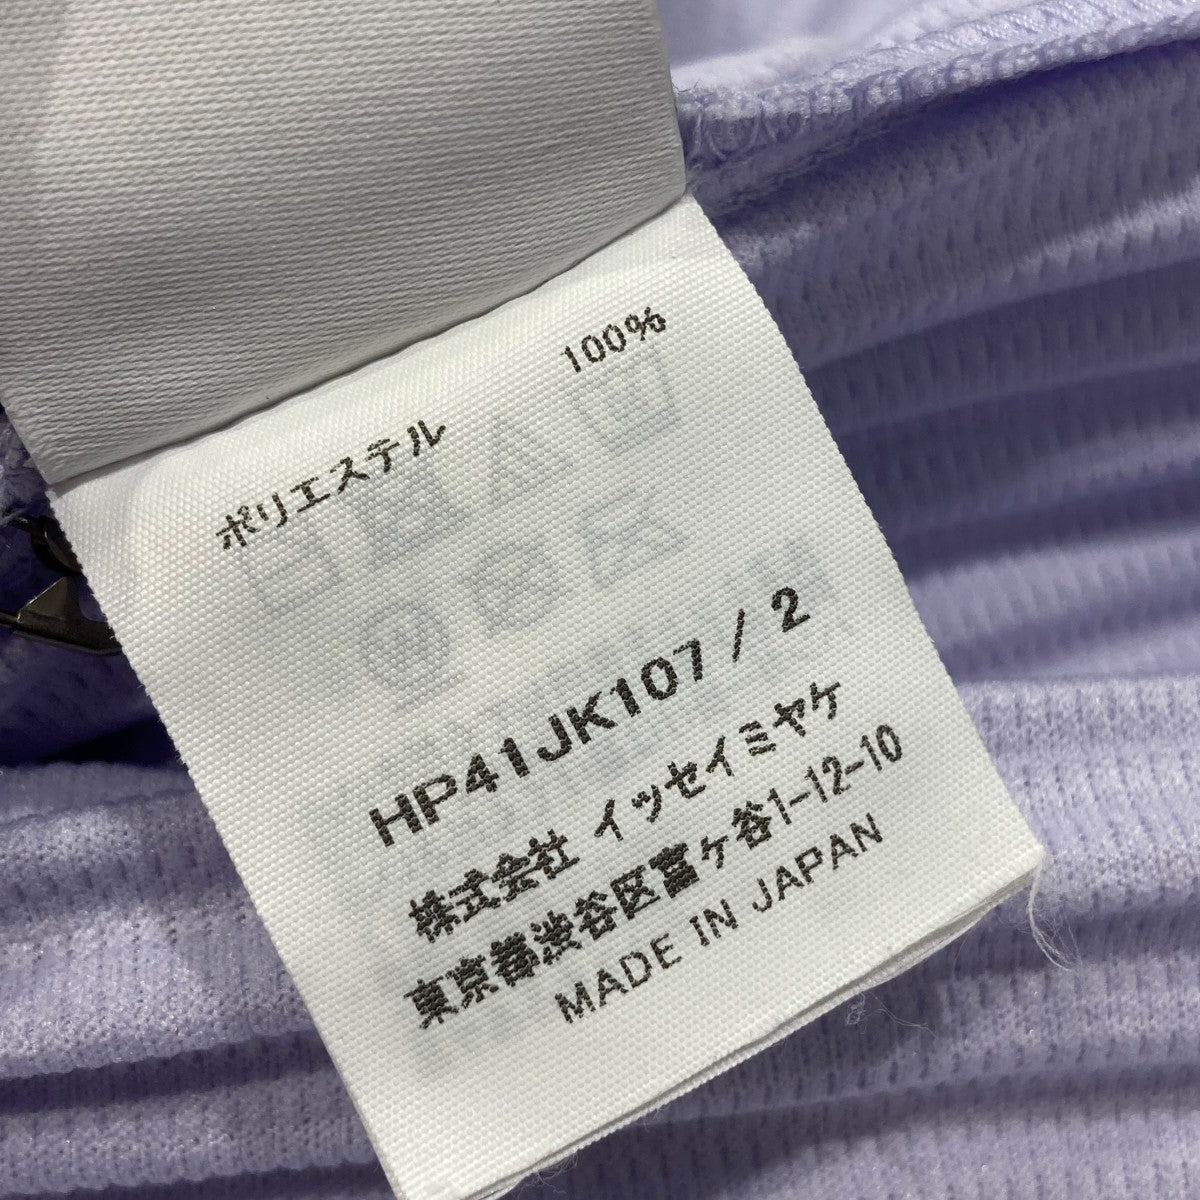 ポリエステル 100%
HP41JK107 / 2
株式会社 イッセイミヤケ
東京都渋谷区富ケ谷1-12-10
MADE IN JAPAN